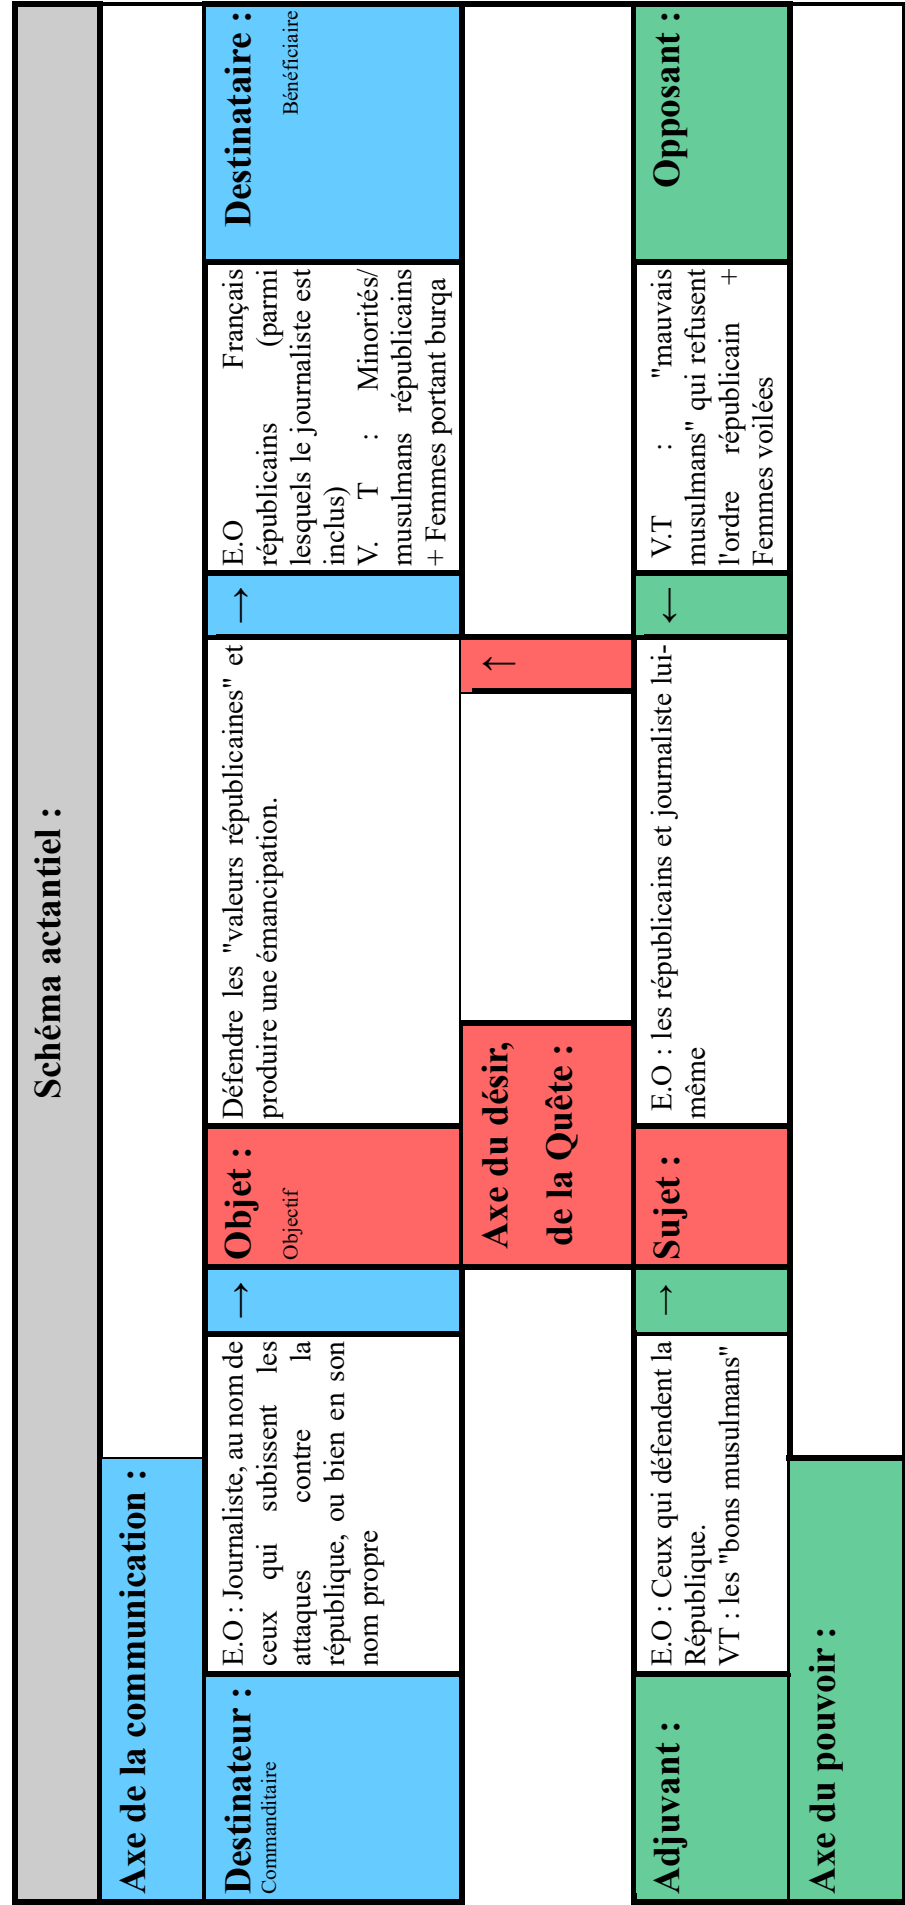 Schéma actantiel :
Axe de la communication :
Destinateur :
Commanditaire
E.O : Journaliste, au nom de
ceux qui subissent les
attaques contre la
république, ou bien en son
nom propre
→
Objet :
Objectif
Défendre les "valeurs républicaines" et
produire une émancipation.
→
E.O Français
républicains (parmi
lesquels le journaliste est
inclus)
V. T : Minorités/
musulmans républicains
+ Femmes portant burqa
Destinataire :
Bénéficiaire
Axe du désir,
de la Quête :
↑
Adjuvant :
E.O : Ceux qui défendent la
République.
VT : les "bons musulmans"
→
Sujet :
E.O : les républicains et journaliste lui-
même
←
V.T : "mauvais
musulmans" qui refusent
l'ordre républicain +
Femmes voilées
Opposant :
Axe du pouvoir :